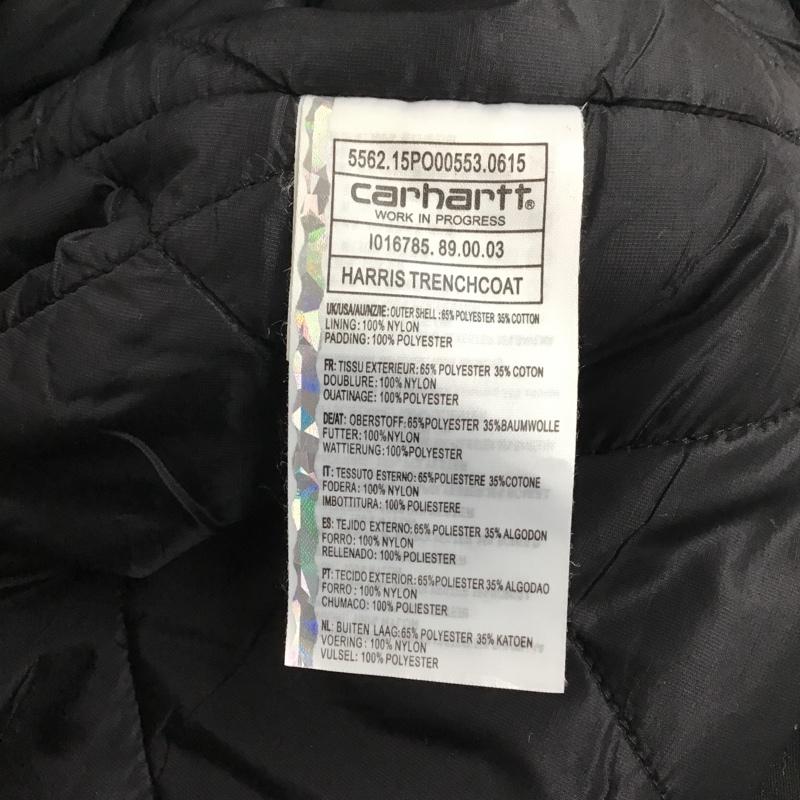 5562.15PO00553.0615
carhartt®
WORK IN PROGRESS
I016785. 89.00.03
HARRIS TRENCHCOAT
UK/USA/AU/NZ/IE: OUTER SHELL :65% POLYESTER 35% COTTON
LINING: 100% NYLON
PADDING: 100% POLYESTER
FR: TISSU EXTERIEUR: 65% POLYESTER 35% COTON
DOUBLURE: 100% NYLON
OUATINAGE: 100% POLYESTER
DE/AT: OBERSTOFF: 65%POLYESTER 35%BAUMWOLLE
FUTTER: 100%NYLON
WATTIERUNG: 100%POLYESTER
IT: TESSUTO ESTERNO: 65%POLIESTERE 35%COTONE
FODERA: 100% NYLON
IMBOTTITURA: 100% POLIESTERE
ES: TEJIDO EXTERNO: 65% POLIESTER 35% ALGODON
FORRO: 100% NYLON
RELLENADO: 100% POLIESTER
PT: TECIDO EXTERIOR: 65%POLIESTER 35% ALGODAO
FORRO: 100% NYLON
CHUMACO: 100% POLYESTER
NL: BUITEN LAAG:65% POLYESTER 35% KATOEN
VOERING: 100% NYLON
VULSEL: 100% POLYESTER